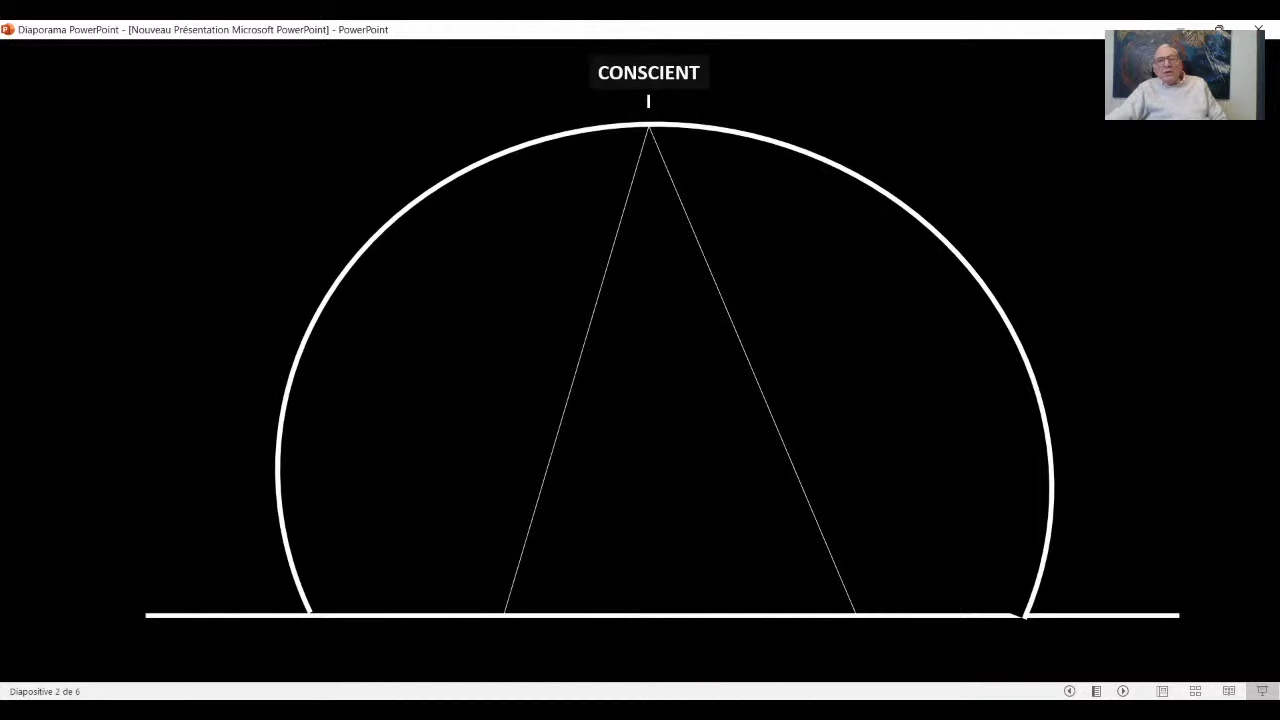 Diaporama PowerPoint - [Nouveau Présentation Microsoft PowerPoint] - PowerPoint
CONSCIENT
Diapositive 2 de 6